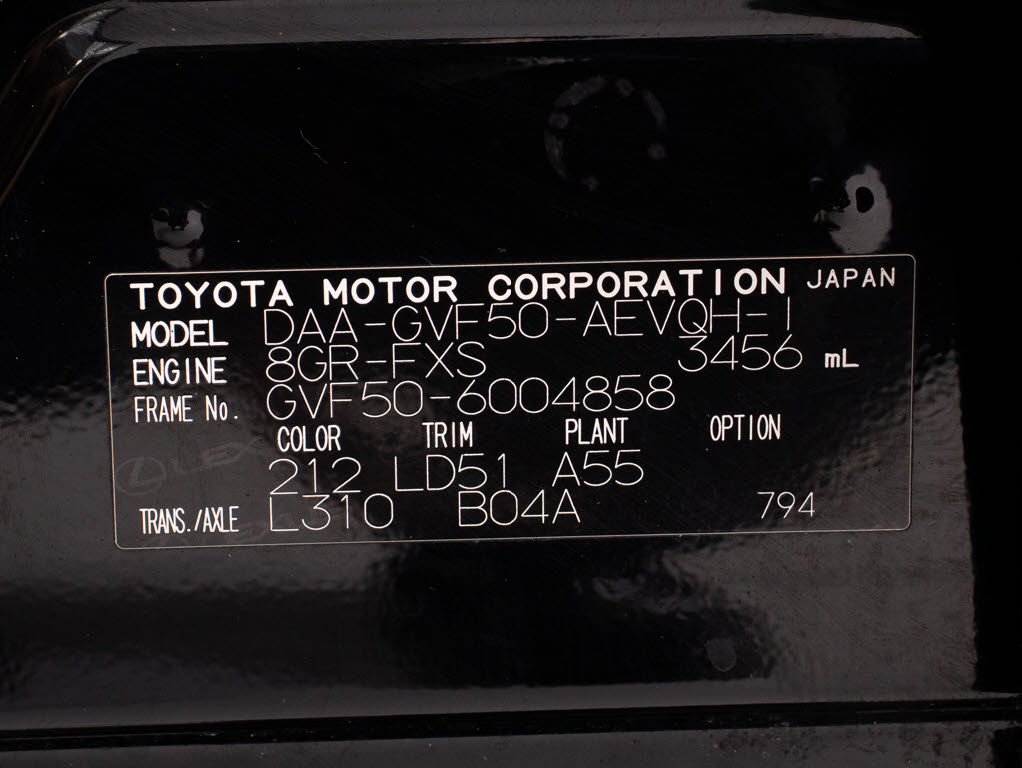 TOYOTA MOTOR CORPORATION JAPAN
MODEL DAA-GVF50-AEVQH-1
ENGINE 8GR-FXS 3456 mL
FRAME No. GVF50-6004858
COLOR TRIM PLANT OPTION
212 LD51 A55
TRANS./AXLE L310 B04A 794